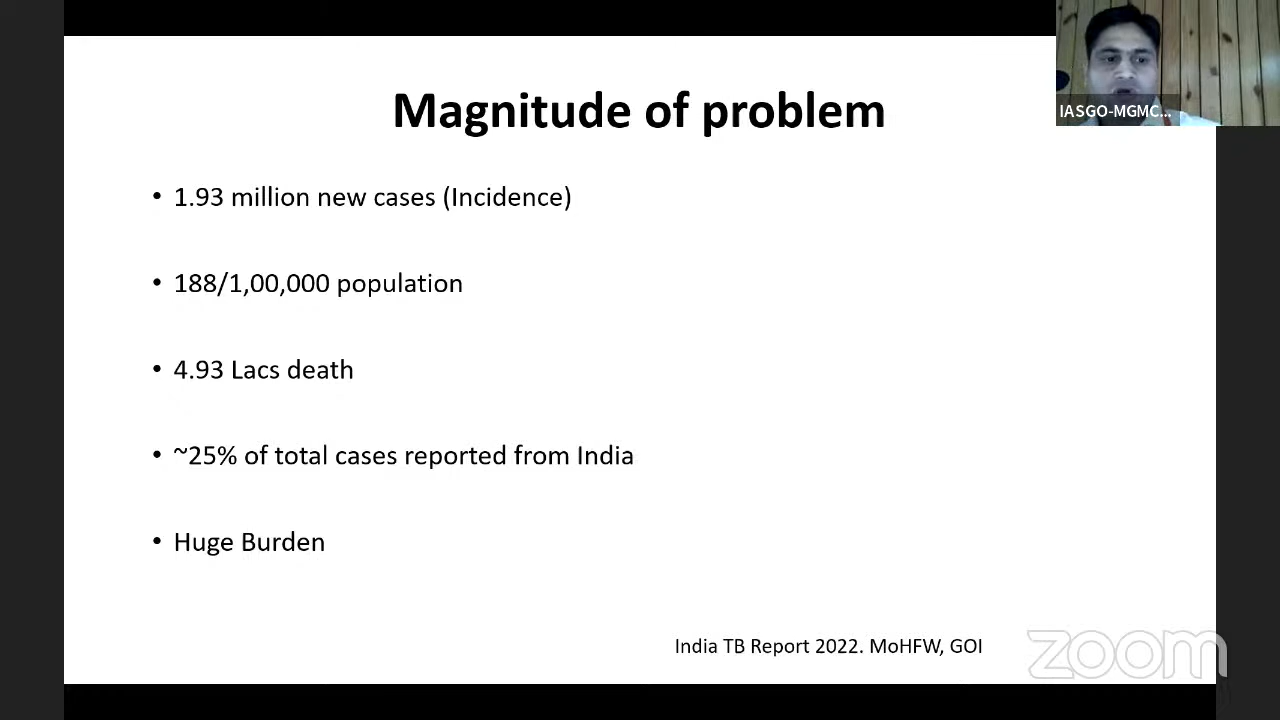 Magnitude of problem
IASGO-MGMC...
• 1.93 million new cases (Incidence)
• 188/1,00,000 population
• 4.93 Lacs death
• ~25% of total cases reported from India
• Huge Burden
India TB Report 2022. MoHFW, GOI
zoom